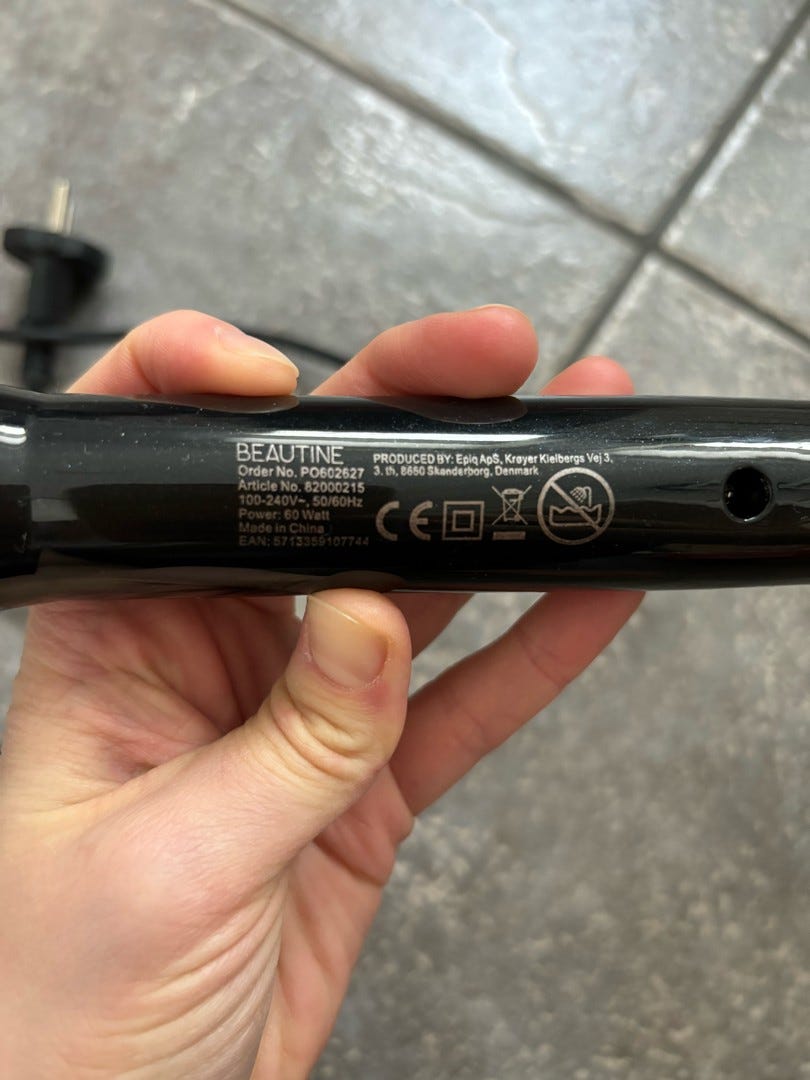 BEAUTINE
Order No. PO602627
Article No. 82000215
100-240V~, 50/60Hz
Power: 60 Watt
Made in China
EAN: 5713359107744
PRODUCED BY: Epiq ApS, Krøyer Kielbergs Vej 3,
3. th, 8660 Skanderborg, Denmark
CE